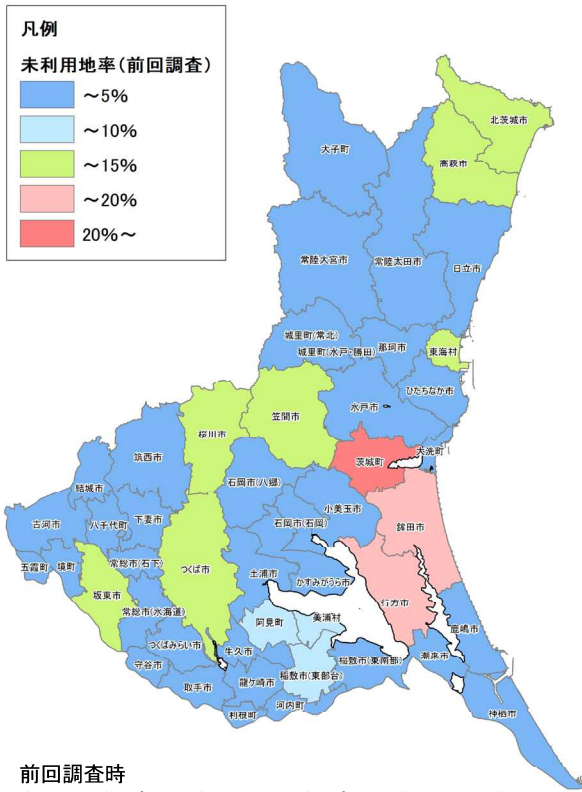 凡例
未利用地率(前回調査)
～5%
～10%
～15%
～20%
20%～
北茨城市
大子町
高萩市
常陸大宮市
常陸太田市
日立市
城里町(常北)
城里町(水戸・勝田)
那珂市
東海村
ひたちなか市
水戸市
笠間市
桜川市
筑西市
茨城町
大洗町
結城市
石岡市(八郷)
小美玉市
古河市
八千代町
下妻市
石岡市(石岡)
鉾田市
五霞町
境町
常総市(石下)
つくば市
土浦市
かすみがうら市
坂東市
行方市
常総市(水海道)
阿見町
美浦村
鹿嶋市
つくばみらい市
牛久市
守谷市
稲敷市(東南部)
潮来市
稲敷市(東部台)
取手市
龍ケ崎市
河内町
利根町
神栖市
前回調査時